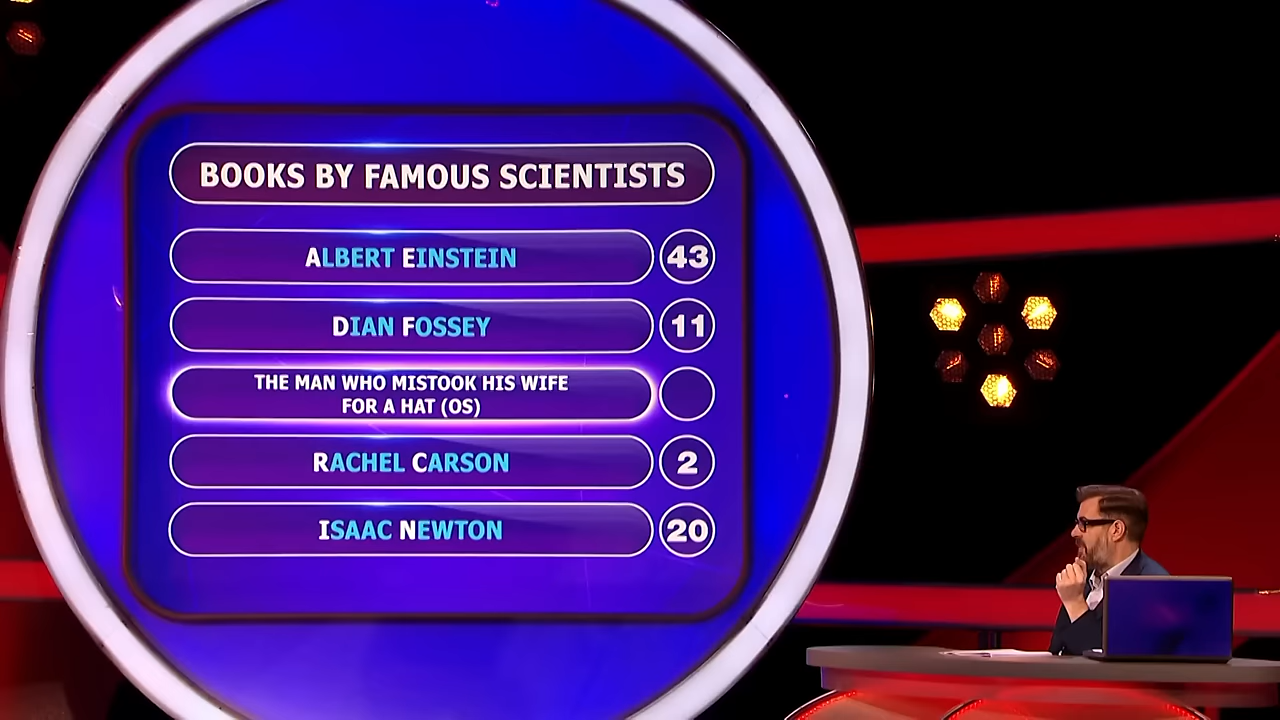 BOOKS BY FAMOUS SCIENTISTS
ALBERT EINSTEIN 43
DIAN FOSSEY 11
THE MAN WHO MISTOOK HIS WIFE
FOR A HAT (OS)
RACHEL CARSON 2
ISAAC NEWTON 20